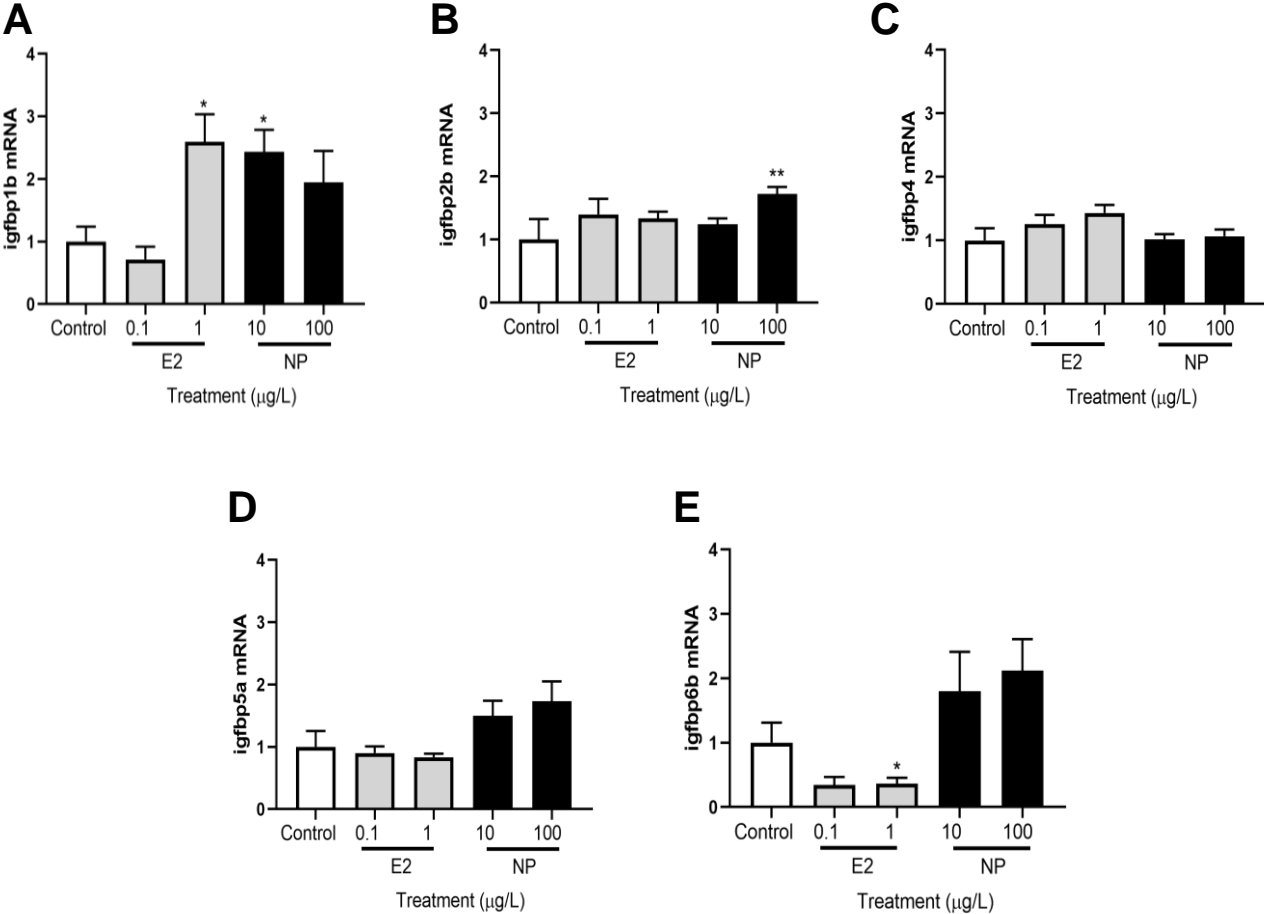 A
4
3
2
1
0
igfbp1b mRNA
*
*
Control 0.1 1 10 100
E2 NP
Treatment (μg/L)
B
4
3
2
1
0
igfbp2b mRNA
**
Control 0.1 1 10 100
E2 NP
Treatment (μg/L)
C
4
3
2
1
0
igfbp4 mRNA
Control 0.1 1 10 100
E2 NP
Treatment (μg/L)
D
4
3
2
1
0
igfbp5a mRNA
Control 0.1 1 10 100
E2 NP
Treatment (μg/L)
E
4
3
2
1
0
igfbp6b mRNA
*
Control 0.1 1 10 100
E2 NP
Treatment (μg/L)